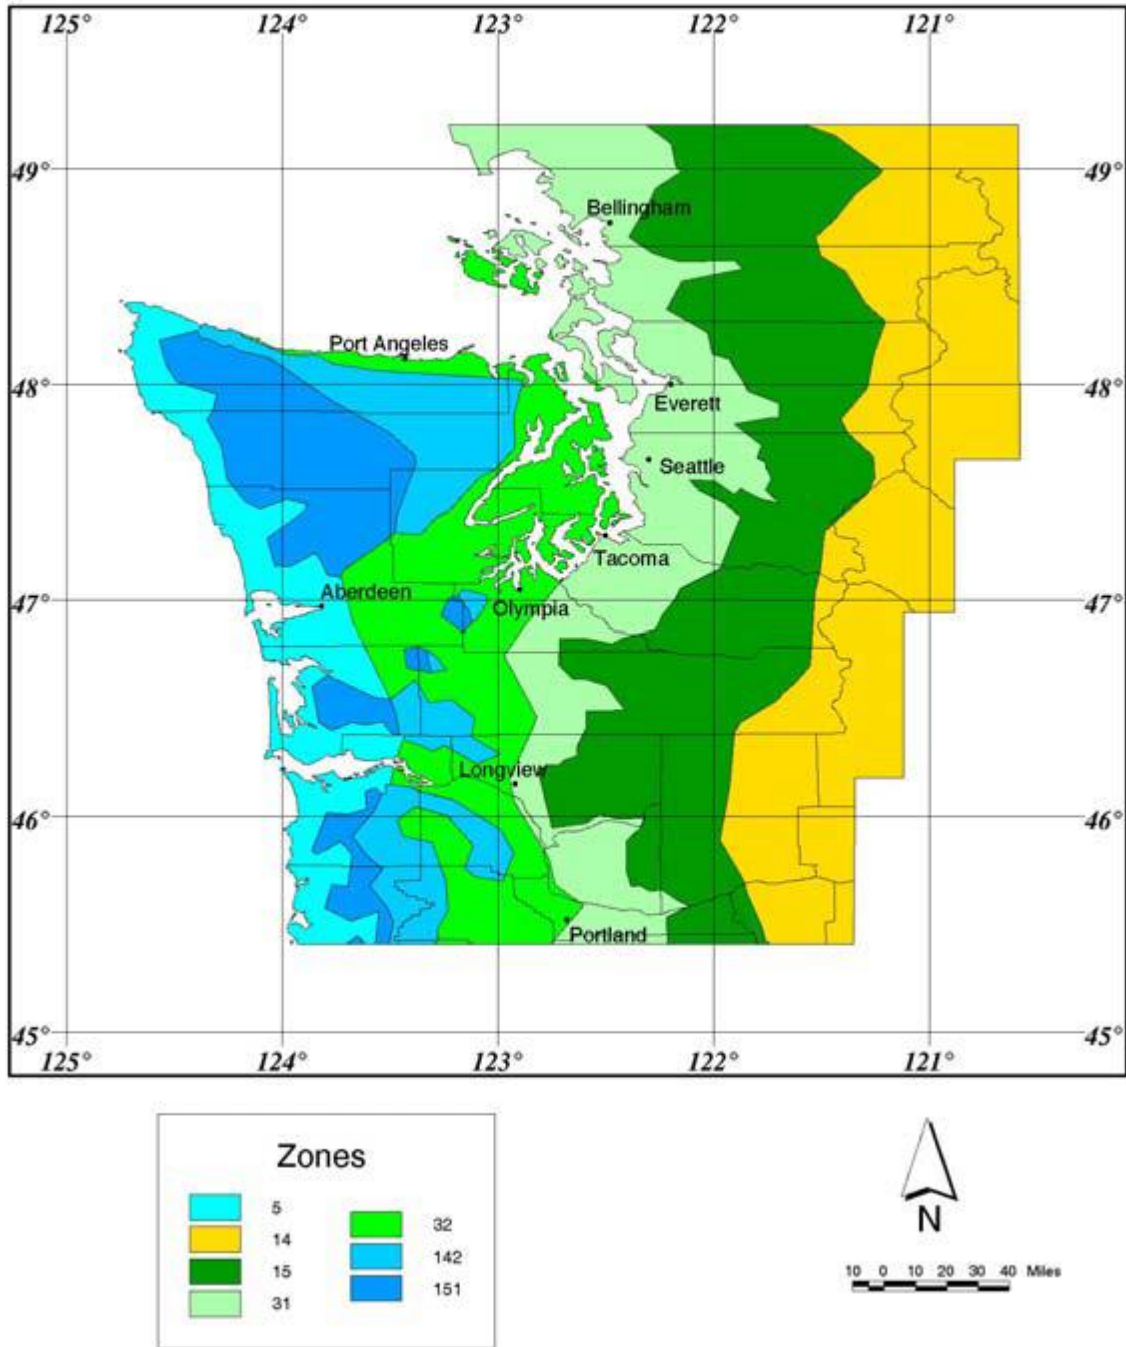 125° 124° 123° 122° 121°
49° 49°
Bellingham
Port Angeles
48° 48°
Everett
Seattle
Tacoma
Aberdeen
47° 47°
Olympia
Longview
46° 46°
Portland
45° 45°
125° 124° 123° 122° 121°
Zones
5
32
14
142
15
151
31
N
10 0 10 20 30 40 Miles